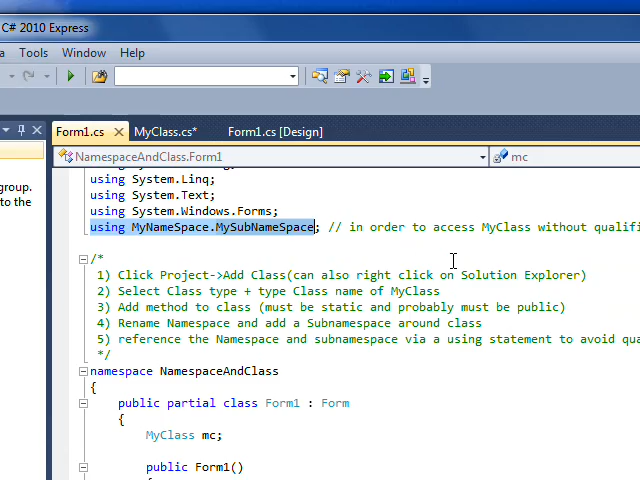 C# 2010 Express
Tools Window Help
Form1.cs MyClass.cs* Form1.cs [Design]
NamespaceAndClass.Form1 mc
group.
to the
using System.Linq;
using System.Text;
using System.Windows.Forms;
using MyNameSpace.MySubNameSpace; // in order to access MyClass without
/*
1) Click Project->Add Class(can also right click on Solution Explorer)
2) Select Class type + type Class name of MyClass
3) Add method to class (must be static and probably must be public)
4) Rename Namespace and add a Subnamespace around class
5) reference the Namespace and subnamespace via a using statement to avoid
*/
namespace NamespaceAndClass
{
public partial class Form1 : Form
{
MyClass mc;
public Form1()